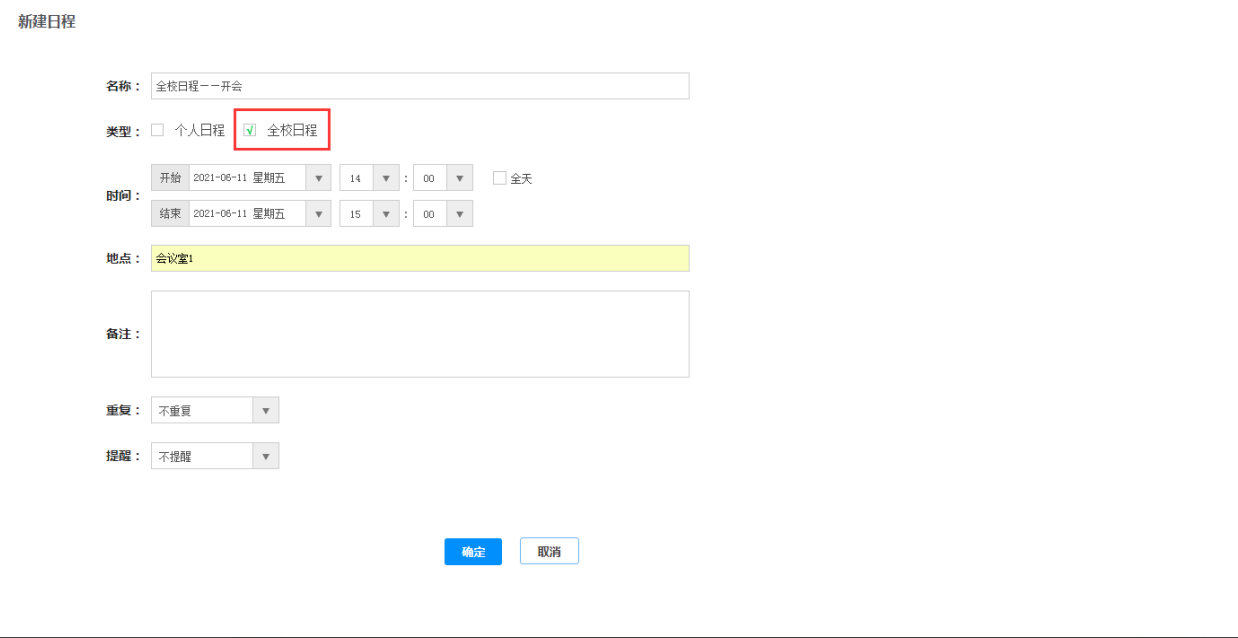 新建日程
名称： 全校日程——开会
类型： 个人日程 √ 全校日程
开始 2021-06-11 星期五 ▼ 14 ▼ : 00 ▼ 全天
时间：
结束 2021-06-11 星期五 ▼ 15 ▼ : 00 ▼
地点： 会议室1
备注：
重复： 不重复 ▼
提醒： 不提醒 ▼
确定 取消